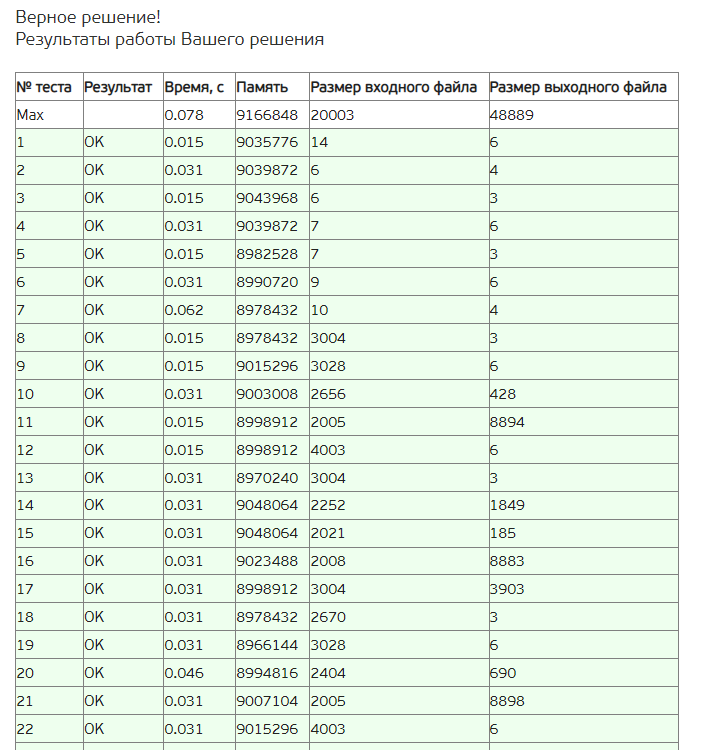 Верное решение!
Результаты работы Вашего решения
№ теста Результат Время, с Память Размер входного файла Размер выходного файла
Max 0.078 9166848 20003 48889
1 OK 0.015 9035776 14 6
2 OK 0.031 9039872 6 4
3 OK 0.015 9043968 6 3
4 OK 0.031 9039872 7 6
5 OK 0.015 8982528 7 3
6 OK 0.031 8990720 9 6
7 OK 0.062 8978432 10 4
8 OK 0.015 8978432 3004 3
9 OK 0.015 9015296 3028 6
10 OK 0.031 9003008 2656 428
11 OK 0.015 8998912 2005 8894
12 OK 0.015 8998912 4003 6
13 OK 0.031 8970240 3004 3
14 OK 0.031 9048064 2252 1849
15 OK 0.031 9048064 2021 185
16 OK 0.031 9023488 2008 8883
17 OK 0.031 8998912 3004 3903
18 OK 0.031 8978432 2670 3
19 OK 0.031 8966144 3028 6
20 OK 0.046 8994816 2404 690
21 OK 0.031 9007104 2005 8898
22 OK 0.031 9015296 4003 6